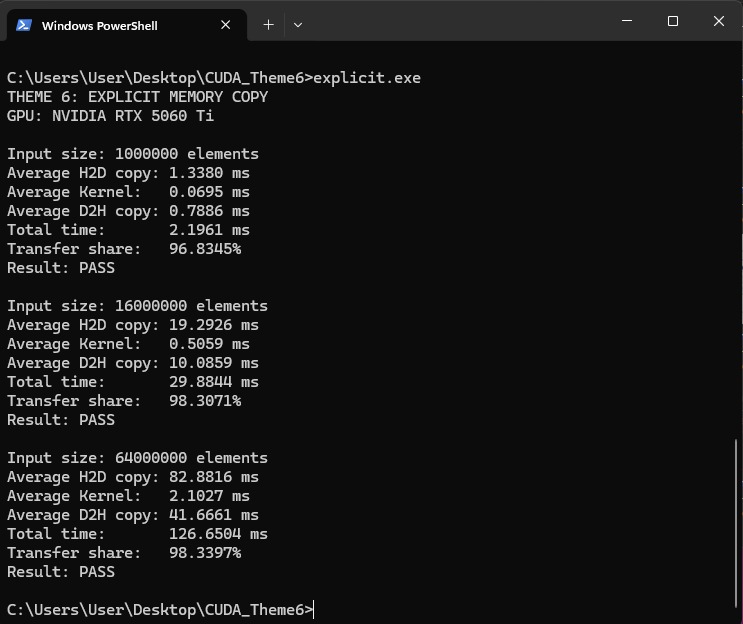 Windows PowerShell
C:\Users\User\Desktop\CUDA_Theme6>explicit.exe
THEME 6: EXPLICIT MEMORY COPY
GPU: NVIDIA RTX 5060 Ti
Input size: 1000000 elements
Average H2D copy: 1.3380 ms
Average Kernel:   0.0695 ms
Average D2H copy: 0.7886 ms
Total time:       2.1961 ms
Transfer share:   96.8345%
Result: PASS
Input size: 16000000 elements
Average H2D copy: 19.2926 ms
Average Kernel:   0.5059 ms
Average D2H copy: 10.0859 ms
Total time:       29.8844 ms
Transfer share:   98.3071%
Result: PASS
Input size: 64000000 elements
Average H2D copy: 82.8816 ms
Average Kernel:   2.1027 ms
Average D2H copy: 41.6661 ms
Total time:       126.6504 ms
Transfer share:   98.3397%
Result: PASS
C:\Users\User\Desktop\CUDA_Theme6>